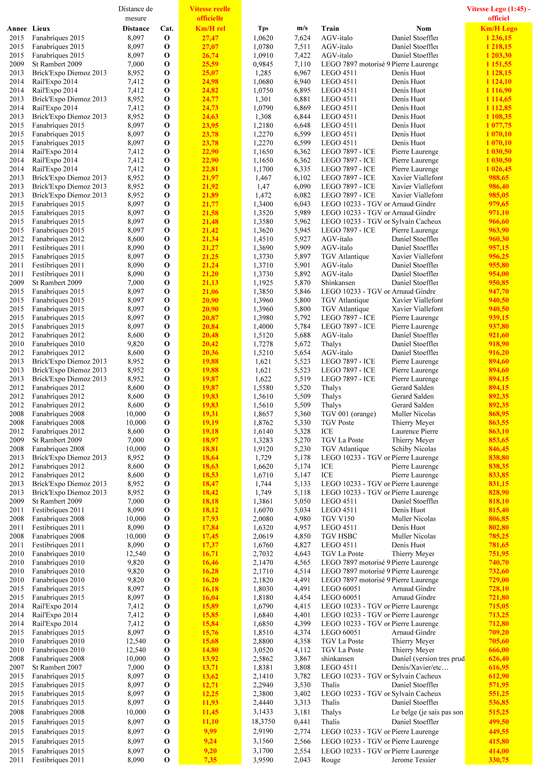 Distance de mesure Vitesse reelle officielle Vitesse Lego (1:45) - officiel
Annee Lieux Distance Cat. Km/H rel Tps m/s Train Nom Km/H Lego
2015 Fanabriques 2015 8,097 O 27,47 1,0620 7,624 AGV-italo Daniel Stoeffler 1 236,15
2015 Fanabriques 2015 8,097 O 27,07 1,0780 7,511 AGV-italo Daniel Stoeffler 1 218,15
2015 Fanabriques 2015 8,097 O 26,74 1,0910 7,422 AGV-italo Daniel Stoeffler 1 203,30
2009 St Rambert 2009 7,000 O 25,59 0,9845 7,110 LEGO 7897 motorisé 9 Pierre Laurenge 1 151,55
2013 Brick'Expo Diemoz 2013 8,952 O 25,07 1,285 6,967 LEGO 4511 Denis Huot 1 128,15
2014 Rail'Expo 2014 7,412 O 24,98 1,0680 6,940 LEGO 4511 Denis Huot 1 124,10
2014 Rail'Expo 2014 7,412 O 24,82 1,0750 6,895 LEGO 4511 Denis Huot 1 116,90
2013 Brick'Expo Diemoz 2013 8,952 O 24,77 1,301 6,881 LEGO 4511 Denis Huot 1 114,65
2014 Rail'Expo 2014 7,412 O 24,73 1,0790 6,869 LEGO 4511 Denis Huot 1 112,85
2013 Brick'Expo Diemoz 2013 8,952 O 24,63 1,308 6,844 LEGO 4511 Denis Huot 1 108,35
2015 Fanabriques 2015 8,097 O 23,95 1,2180 6,648 LEGO 4511 Denis Huot 1 077,75
2015 Fanabriques 2015 8,097 O 23,78 1,2270 6,599 LEGO 4511 Denis Huot 1 070,10
2015 Fanabriques 2015 8,097 O 23,78 1,2270 6,599 LEGO 4511 Denis Huot 1 070,10
2014 Rail'Expo 2014 7,412 O 22,90 1,1650 6,362 LEGO 7897 - ICE Pierre Laurenge 1 030,50
2014 Rail'Expo 2014 7,412 O 22,90 1,1650 6,362 LEGO 7897 - ICE Pierre Laurenge 1 030,50
2014 Rail'Expo 2014 7,412 O 22,81 1,1700 6,335 LEGO 7897 - ICE Pierre Laurenge 1 026,45
2013 Brick'Expo Diemoz 2013 8,952 O 21,97 1,467 6,102 LEGO 7897 - ICE Xavier Viallefont 988,65
2013 Brick'Expo Diemoz 2013 8,952 O 21,92 1,47 6,090 LEGO 7897 - ICE Xavier Viallefont 986,40
2013 Brick'Expo Diemoz 2013 8,952 O 21,89 1,472 6,082 LEGO 7897 - ICE Xavier Viallefont 985,05
2015 Fanabriques 2015 8,097 O 21,77 1,3400 6,043 LEGO 10233 - TGV or Arnaud Gindre 979,65
2015 Fanabriques 2015 8,097 O 21,58 1,3520 5,989 LEGO 10233 - TGV or Arnaud Gindre 971,10
2015 Fanabriques 2015 8,097 O 21,48 1,3580 5,962 LEGO 10233 - TGV or Sylvain Cacheux 966,60
2015 Fanabriques 2015 8,097 O 21,42 1,3620 5,945 LEGO 7897 - ICE Pierre Laurenge 963,90
2012 Fanabriques 2012 8,600 O 21,34 1,4510 5,927 AGV-italo Daniel Stoeffler 960,30
2011 Festibriques 2011 8,090 O 21,27 1,3690 5,909 AGV-italo Daniel Stoeffler 957,15
2015 Fanabriques 2015 8,097 O 21,25 1,3730 5,897 TGV Atlantique Xavier Viallefont 956,25
2011 Festibriques 2011 8,090 O 21,24 1,3710 5,901 AGV-italo Daniel Stoeffler 955,80
2011 Festibriques 2011 8,090 O 21,20 1,3730 5,892 AGV-italo Daniel Stoeffler 954,00
2009 St Rambert 2009 7,000 O 21,13 1,1925 5,870 Shinkansen Daniel Stoeffler 950,85
2015 Fanabriques 2015 8,097 O 21,06 1,3850 5,846 LEGO 10233 - TGV or Arnaud Gindre 947,70
2015 Fanabriques 2015 8,097 O 20,90 1,3960 5,800 TGV Atlantique Xavier Viallefont 940,50
2015 Fanabriques 2015 8,097 O 20,90 1,3960 5,800 TGV Atlantique Xavier Viallefont 940,50
2015 Fanabriques 2015 8,097 O 20,87 1,3980 5,792 LEGO 7897 - ICE Pierre Laurenge 939,15
2015 Fanabriques 2015 8,097 O 20,84 1,4000 5,784 LEGO 7897 - ICE Pierre Laurenge 937,80
2012 Fanabriques 2012 8,600 O 20,48 1,5120 5,688 AGV-italo Daniel Stoeffler 921,60
2010 Fanabriques 2010 9,820 O 20,42 1,7278 5,672 Thalys Daniel Stoeffler 918,90
2012 Fanabriques 2012 8,600 O 20,36 1,5210 5,654 AGV-italo Daniel Stoeffler 916,20
2013 Brick'Expo Diemoz 2013 8,952 O 19,88 1,621 5,523 LEGO 7897 - ICE Pierre Laurenge 894,60
2013 Brick'Expo Diemoz 2013 8,952 O 19,88 1,621 5,523 LEGO 7897 - ICE Pierre Laurenge 894,60
2013 Brick'Expo Diemoz 2013 8,952 O 19,87 1,622 5,519 LEGO 7897 - ICE Pierre Laurenge 894,15
2012 Fanabriques 2012 8,600 O 19,87 1,5580 5,520 Thalys Gerard Salden 894,15
2012 Fanabriques 2012 8,600 O 19,83 1,5610 5,509 Thalys Gerard Salden 892,35
2012 Fanabriques 2012 8,600 O 19,83 1,5610 5,509 Thalys Gerard Salden 892,35
2008 Fanabriques 2008 10,000 O 19,31 1,8657 5,360 TGV 001 (orange) Muller Nicolas 868,95
2008 Fanabriques 2008 10,000 O 19,19 1,8762 5,330 TGV Poste Thierry Meyer 863,55
2012 Fanabriques 2012 8,600 O 19,18 1,6140 5,328 ICE Laurence Pierre 863,10
2009 St Rambert 2009 7,000 O 18,97 1,3283 5,270 TGV La Poste Thierry Meyer 853,65
2008 Fanabriques 2008 10,000 O 18,81 1,9120 5,230 TGV Atlantique Schiby Nicolas 846,45
2013 Brick'Expo Diemoz 2013 8,952 O 18,64 1,729 5,178 LEGO 10233 - TGV or Pierre Laurenge 838,80
2012 Fanabriques 2012 8,600 O 18,63 1,6620 5,174 ICE Pierre Laurenge 838,35
2012 Fanabriques 2012 8,600 O 18,53 1,6710 5,147 ICE Pierre Laurenge 833,85
2013 Brick'Expo Diemoz 2013 8,952 O 18,47 1,744 5,133 LEGO 10233 - TGV or Pierre Laurenge 831,15
2013 Brick'Expo Diemoz 2013 8,952 O 18,42 1,749 5,118 LEGO 10233 - TGV or Pierre Laurenge 828,90
2009 St Rambert 2009 7,000 O 18,18 1,3861 5,050 LEGO 4511 Daniel Stoeffler 818,10
2011 Festibriques 2011 8,090 O 18,12 1,6070 5,034 LEGO 4511 Denis Huot 815,40
2008 Fanabriques 2008 10,000 O 17,93 2,0080 4,980 TGV V150 Muller Nicolas 806,85
2011 Festibriques 2011 8,090 O 17,84 1,6320 4,957 LEGO 4511 Denis Huot 802,80
2008 Fanabriques 2008 10,000 O 17,45 2,0619 4,850 TGV HSBC Muller Nicolas 785,25
2011 Festibriques 2011 8,090 O 17,37 1,6760 4,827 LEGO 4511 Denis Huot 781,65
2010 Fanabriques 2010 12,540 O 16,71 2,7032 4,643 TGV La Poste Thierry Meyer 751,95
2010 Fanabriques 2010 9,820 O 16,46 2,1470 4,565 LEGO 7897 motorisé 9 Pierre Laurenge 740,70
2010 Fanabriques 2010 9,820 O 16,28 2,1710 4,514 LEGO 7897 motorisé 9 Pierre Laurenge 732,60
2010 Fanabriques 2010 9,820 O 16,20 2,1820 4,491 LEGO 7897 motorisé 9 Pierre Laurenge 729,00
2015 Fanabriques 2015 8,097 O 16,18 1,8030 4,491 LEGO 60051 Arnaud Gindre 728,10
2015 Fanabriques 2015 8,097 O 16,04 1,8180 4,454 LEGO 60051 Arnaud Gindre 721,80
2014 Rail'Expo 2014 7,412 O 15,89 1,6790 4,415 LEGO 10233 - TGV or Pierre Laurenge 715,05
2014 Rail'Expo 2014 7,412 O 15,85 1,6840 4,401 LEGO 10233 - TGV or Pierre Laurenge 713,25
2014 Rail'Expo 2014 7,412 O 15,84 1,6850 4,399 LEGO 10233 - TGV or Pierre Laurenge 712,80
2015 Fanabriques 2015 8,097 O 15,76 1,8510 4,374 LEGO 60051 Arnaud Gindre 709,20
2010 Fanabriques 2010 12,540 O 15,68 2,8800 4,358 TGV La Poste Thierry Meyer 705,60
2010 Fanabriques 2010 12,540 O 14,80 3,0520 4,112 TGV La Poste Thierry Meyer 666,00
2008 Fanabriques 2008 10,000 O 13,92 2,5862 3,867 shinkansen Daniel (version tres prud 626,40
2007 St Rambert 2007 7,000 O 13,71 1,8381 3,808 LEGO 4511 Denis/Xavier/etc… 616,95
2015 Fanabriques 2015 8,097 O 13,62 2,1410 3,782 LEGO 10233 - TGV or Sylvain Cacheux 612,90
2015 Fanabriques 2015 8,097 O 12,71 2,2940 3,530 Thalis Daniel Stoeffler 571,95
2015 Fanabriques 2015 8,097 O 12,25 2,3800 3,402 LEGO 10233 - TGV or Sylvain Cacheux 551,25
2015 Fanabriques 2015 8,097 O 11,93 2,4440 3,313 Thalis Daniel Stoeffler 536,85
2008 Fanabriques 2008 10,000 O 11,45 3,1433 3,181 Thalys Le belge (je sais pas son 515,25
2015 Fanabriques 2015 8,097 O 11,10 18,3750 0,441 Thalis Daniel Stoeffler 499,50
2015 Fanabriques 2015 8,097 O 9,99 2,9190 2,774 LEGO 10233 - TGV or Pierre Laurenge 449,55
2015 Fanabriques 2015 8,097 O 9,24 3,1560 2,566 LEGO 10233 - TGV or Pierre Laurenge 415,80
2015 Fanabriques 2015 8,097 O 9,20 3,1700 2,554 LEGO 10233 - TGV or Pierre Laurenge 414,00
2011 Festibriques 2011 8,090 O 7,35 3,9590 2,043 Rouge Jerome Tessier 330,75